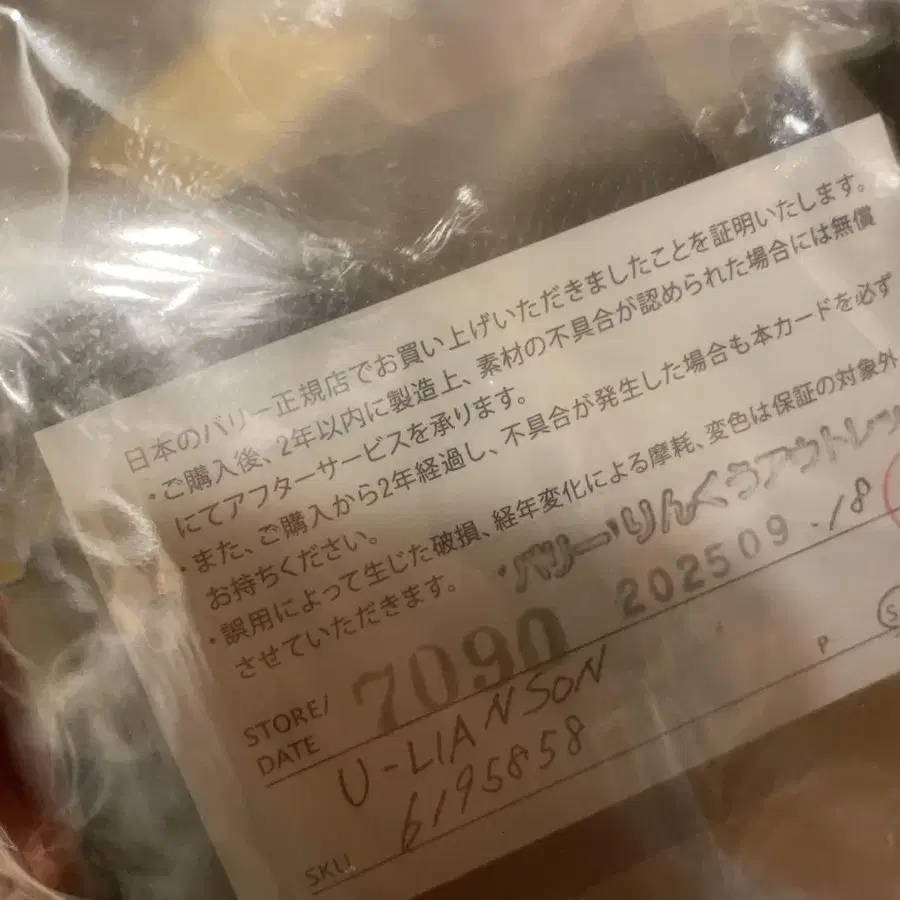 日本のバリー正規店でお買い上げいただきましたことを証明いたします。
・ご購入後、2年以内に製造上、素材の不具合が認められた場合には無償
にてアフターサービスを承ります。
・また、ご購入から2年経過し、不具合が発生した場合も本カードを必ず
お持ちください。
・誤用によって生じた破損、経年変化による摩耗、変色は保証の対象外
させていただきます。
・バリー・りんくうアウトレッ
STORE/
DATE
7090
202509.18
U-LIANSON
P
S
6195858
SKU